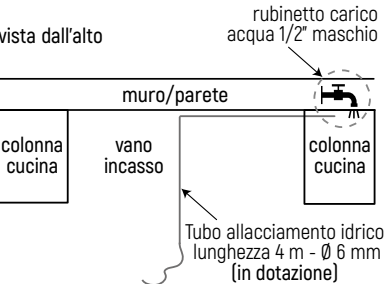 vista dall'alto
rubinetto carico
acqua 1/2" maschio
muro/parete
colonna
cucina
vano
incasso
colonna
cucina
Tubo allacciamento idrico
lunghezza 4 m - Ø 6 mm
(in dotazione)